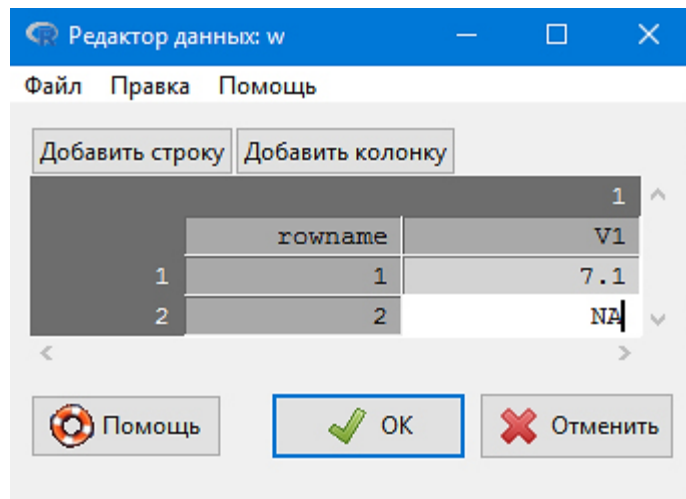 Редактор данных: w
Файл Правка Помощь
Добавить строку Добавить колонку
1
rowname V1
1 1 7.1
2 2 NA
Помощь OK Отменить